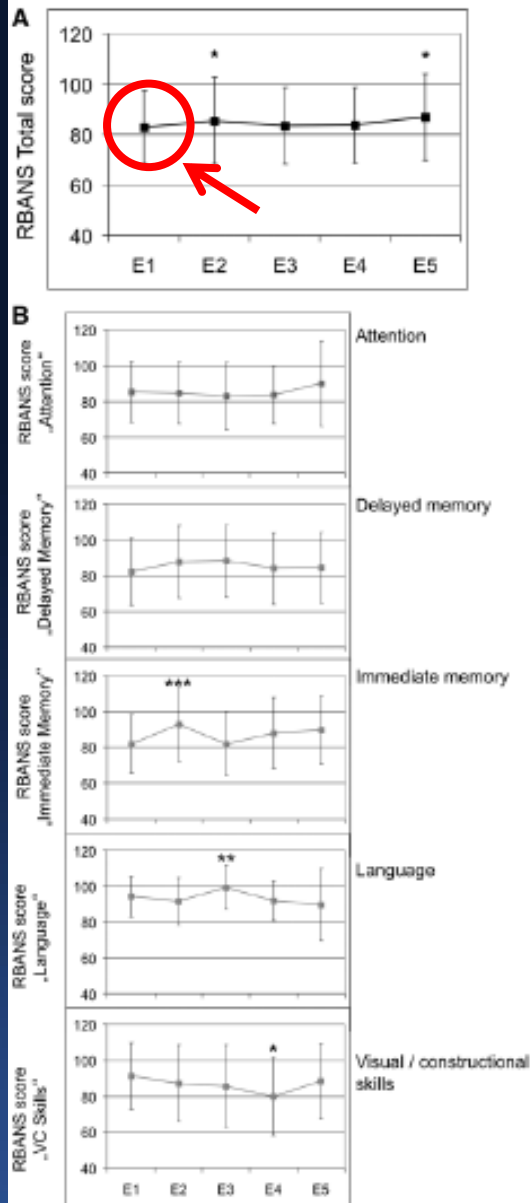 A
RBANS Total score
120
100
80
60
40
*
*
E1 E2 E3 E4 E5
B
RBANS score
„Attention"
120
100
80
60
40
Attention
RBANS score
„Delayed Memory"
120
100
80
60
40
Delayed memory
RBANS score
„Immediate Memory"
120
100
80
60
40
***
Immediate memory
RBANS score
„Language"
120
100
80
60
40
**
Language
RBANS score
„VC Skills"
120
100
80
60
40
*
Visual / constructional
skills
E1 E2 E3 E4 E5